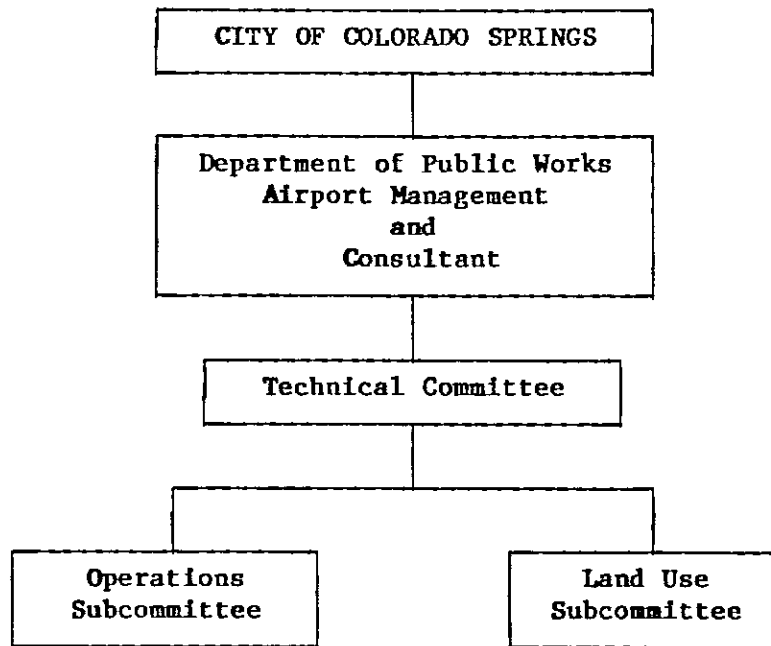 CITY OF COLORADO SPRINGS
Department of Public Works
Airport Management
and
Consultant
Technical Committee
Operations
Subcommittee
Land Use
Subcommittee